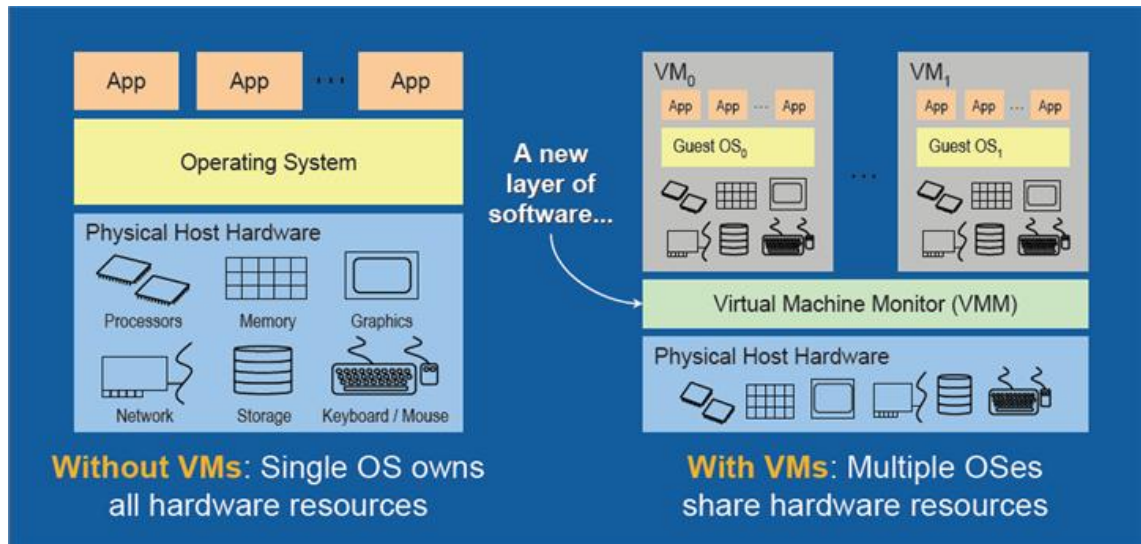 App App ... App
Operating System
Physical Host Hardware
Processors Memory Graphics
Network Storage Keyboard / Mouse
Without VMs: Single OS owns
all hardware resources
A new
layer of
software...
VM0
App App ... App
Guest OS0
...
VM1
App App ... App
Guest OS1
Virtual Machine Monitor (VMM)
Physical Host Hardware
With VMs: Multiple OSes
share hardware resources